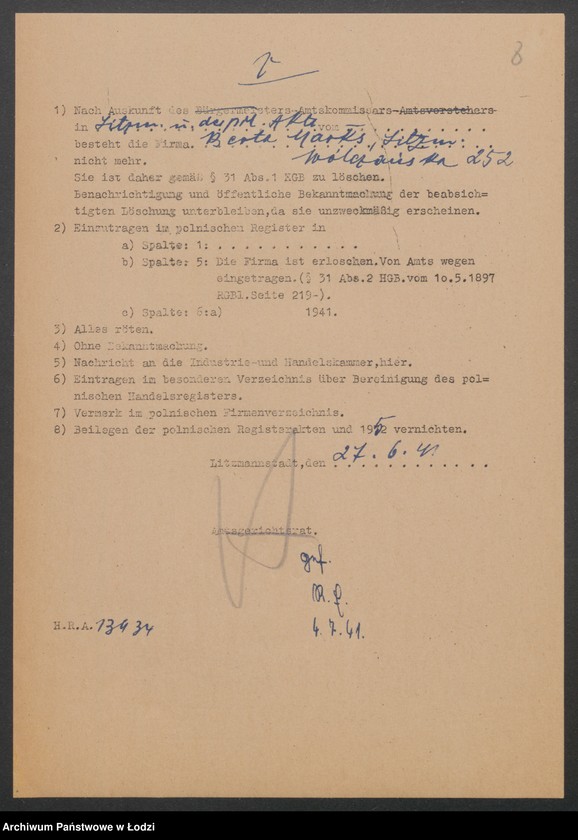 8
V
1) Nach Auskunft des Bürgermeisters-Amtskommissars-Amtsvorstehers
in Litzm. u. dopll. Akte vom . . . . . . . . .
besteht die Firma. Berta Marks, Litzm.
nicht mehr. Wólczańska 252
Sie ist daher gemäß § 31 Abs.1 HGB zu löschen.
Benachrichtigung und öffentliche Bekanntmachung der beabsich-
tigten Löschung unterbleiben,da sie unzweckmäßig erscheinen.
2) Einzutragen im polnischen Register in
a) Spalte: 1: . . . . . . . . . . . .
b) Spalte: 5: Die Firma ist erloschen.Von Amts wegen
eingetragen.(§ 31 Abs.2 HGB.vom 10.5.1897
RGBl.Seite 219-).
c) Spalte: 6:a) 1941.
3) Alles röten.
4) Ohne Bekanntmachung.
5) Nachricht an die Industrie-und Handelskammer,hier.
6) Eintragen im besonderen Verzeichnis über Bereinigung des pol=
nischen Handelsregisters.
7) Vermerk im polnischen Firmenverzeichnis.
8) Beilegen der polnischen Registerakten und 1952 vernichten.
Litzmannstadt,den 27.6.41
Amtsgerichtsrat.
gef.
4.7.41.
H.R.A. 13434
Archiwum Państwowe w Łodzi